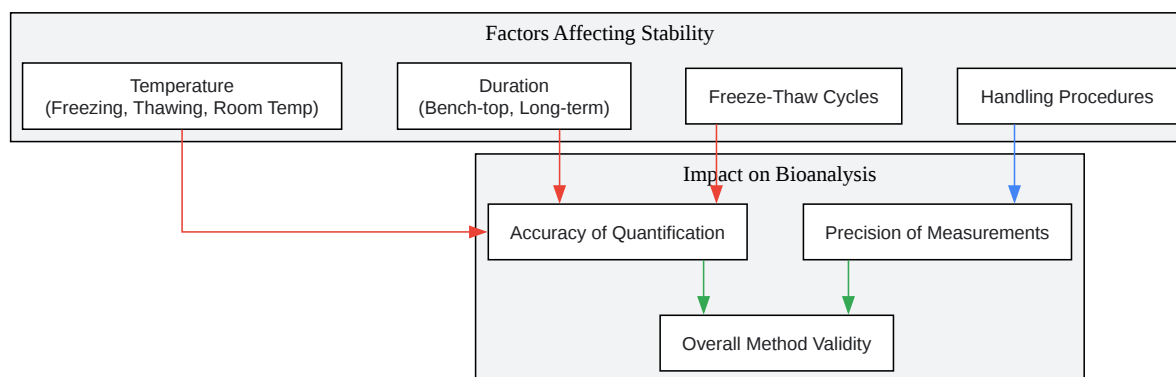 Factors Affecting Stability
Temperature
(Freezing, Thawing, Room Temp)
Duration
(Bench-top, Long-term)
Freeze-Thaw Cycles
Handling Procedures
Impact on Bioanalysis
Accuracy of Quantification
Precision of Measurements
Overall Method Validity